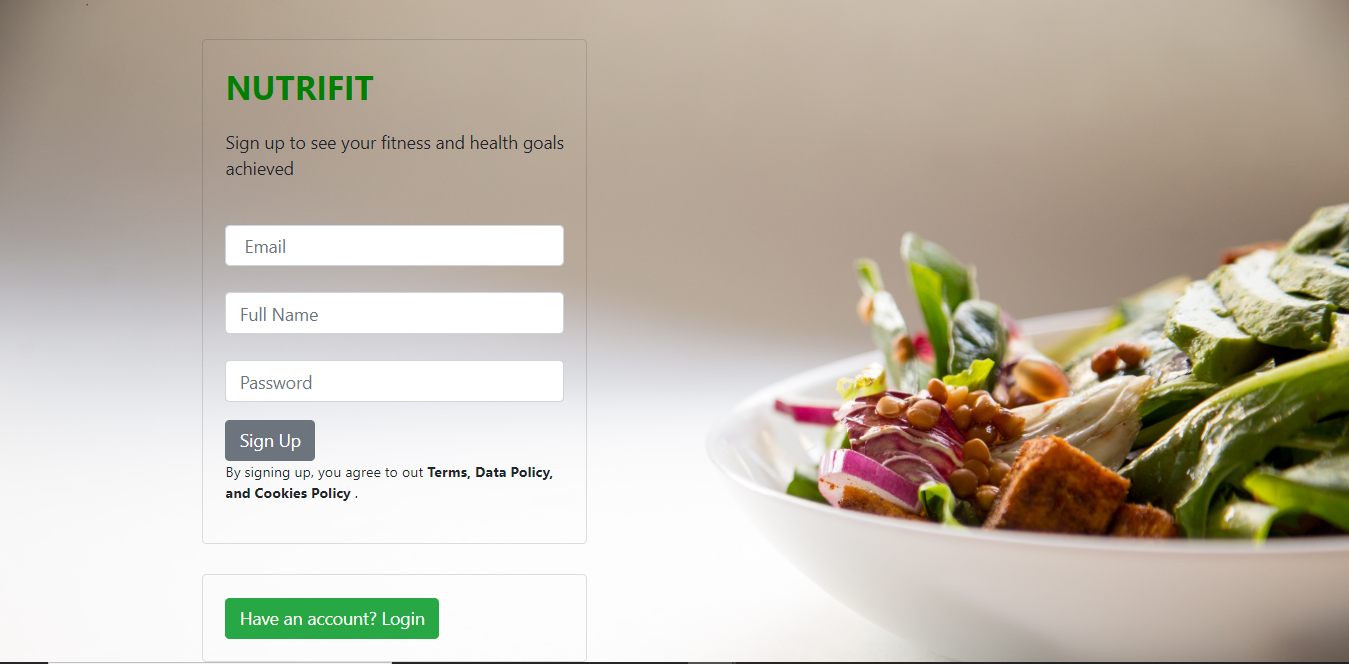 NUTRIFIT
Sign up to see your fitness and health goals
achieved
Email
Full Name
Password
Sign Up
By signing up, you agree to out Terms, Data Policy,
and Cookies Policy .
Have an account? Login